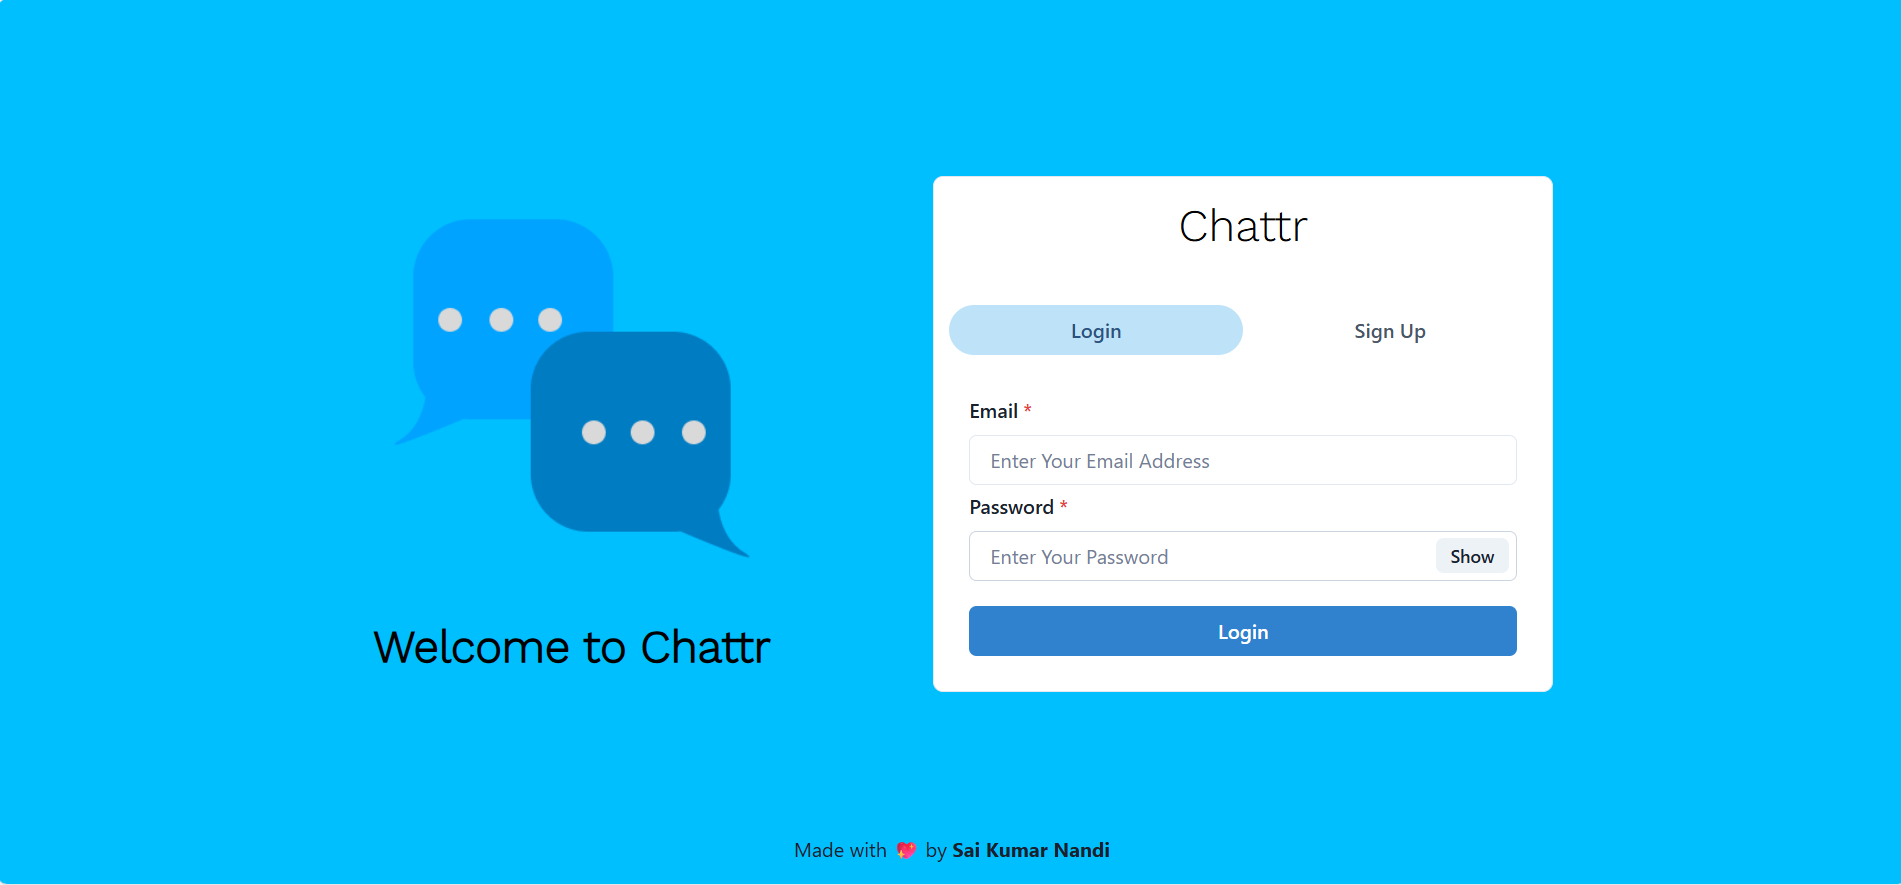 Welcome to Chattr
Chattr
Login
Sign Up
Email *
Enter Your Email Address
Password *
Enter Your Password
Show
Login
Made with 💖 by Sai Kumar Nandi